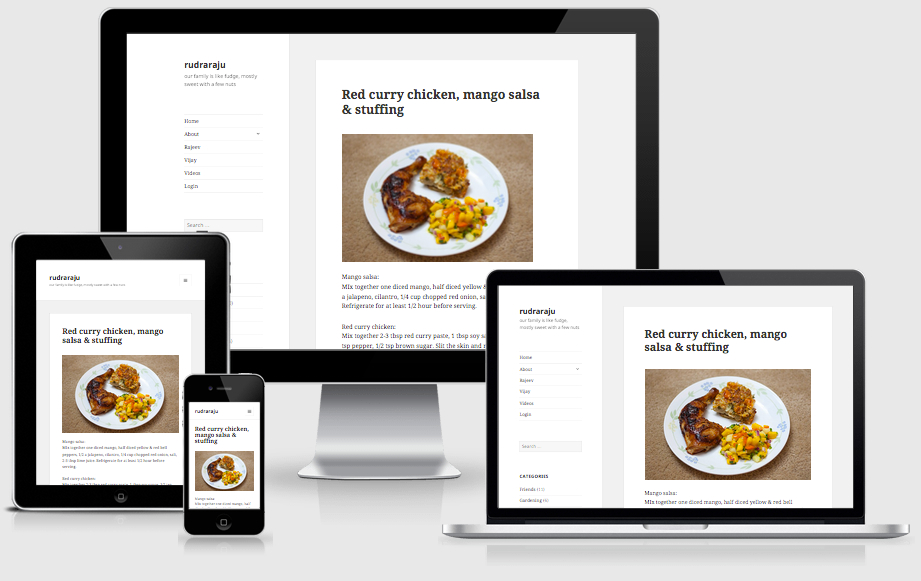 rudraraju
our family is like fudge, mostly
sweet with a few nuts
Home
About
Rajeev
Vijay
Videos
Login
Search ...
Red curry chicken, mango salsa
& stuffing
Mango salsa:
Mix together one diced mango, half diced yellow &
a jalapeno, cilantro, 1/4 cup chopped red onion, sa
Refrigerate for at least 1/2 hour before serving.
Red curry chicken:
Mix together 2-3 tbsp red curry paste, 1 tbsp soy s
tsp pepper, 1/2 tsp brown sugar. Slit the skin and
rudraraju
our family is like fudge, mostly sweet with a few nuts
Red curry chicken, mango
salsa & stuffing
Mango salsa:
Mix together one diced mango, half diced yellow & red bell
peppers, 1/2 a jalapeno, cilantro, 1/4 cup chopped red onion, salt,
2-3 tbsp lime juice. Refrigerate for at least 1/2 hour before
serving.
Red curry chicken:
rudraraju
Red curry chicken,
mango salsa &
stuffing
Mango salsa:
Mix together one diced mango, half
rudraraju
our family is like fudge,
mostly sweet with a few nuts
Home
About
Rajeev
Vijay
Videos
Login
Search ...
CATEGORIES
Friends (11)
Gardening (6)
Red curry chicken, mango
salsa & stuffing
Mango salsa:
Mix together one diced mango, half diced yellow & red bell